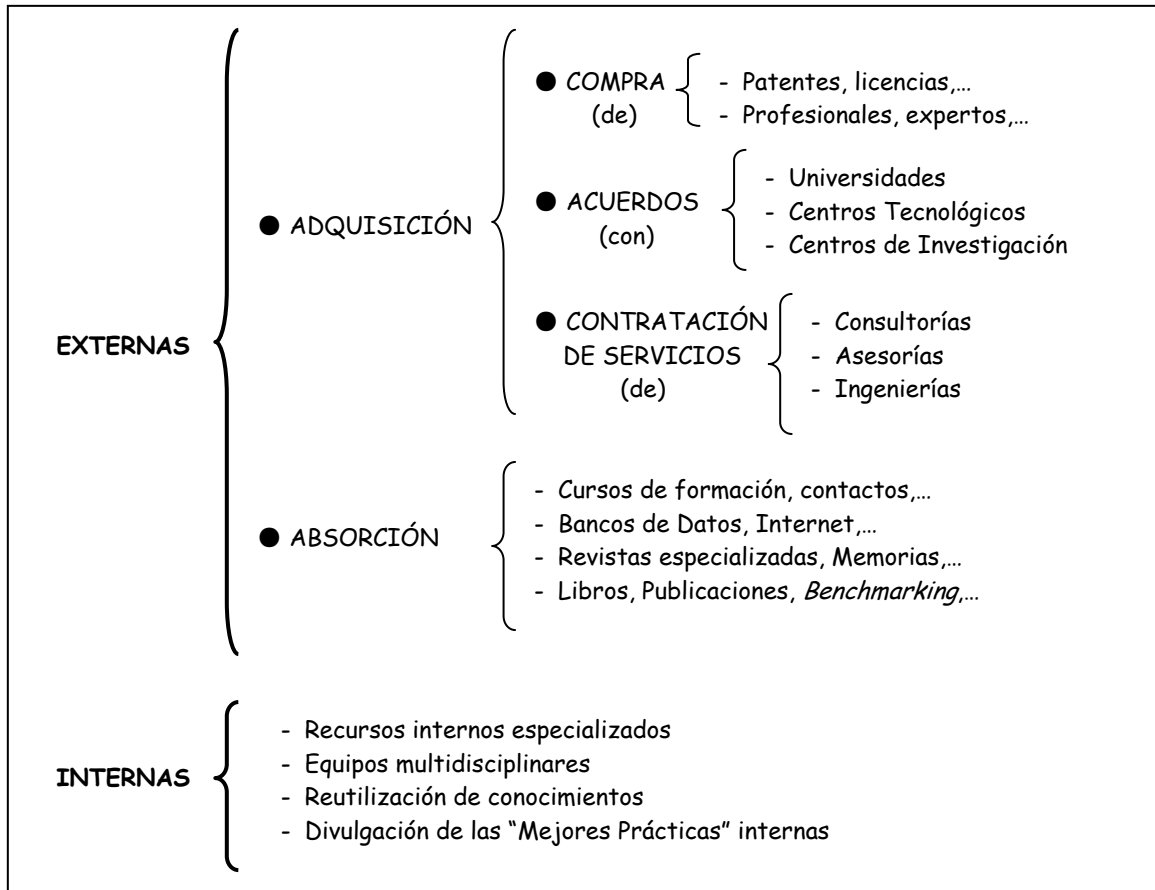 EXTERNAS
● ADQUISICIÓN
● COMPRA
(de)
- Patentes, licencias,…
- Profesionales, expertos,…
● ACUERDOS
(con)
- Universidades
- Centros Tecnológicos
- Centros de Investigación
● CONTRATACIÓN
DE SERVICIOS
(de)
- Consultorías
- Asesorías
- Ingenierías
● ABSORCIÓN
- Cursos de formación, contactos,…
- Bancos de Datos, Internet,…
- Revistas especializadas, Memorias,…
- Libros, Publicaciones, Benchmarking,…
INTERNAS
- Recursos internos especializados
- Equipos multidisciplinares
- Reutilización de conocimientos
- Divulgación de las “Mejores Prácticas” internas